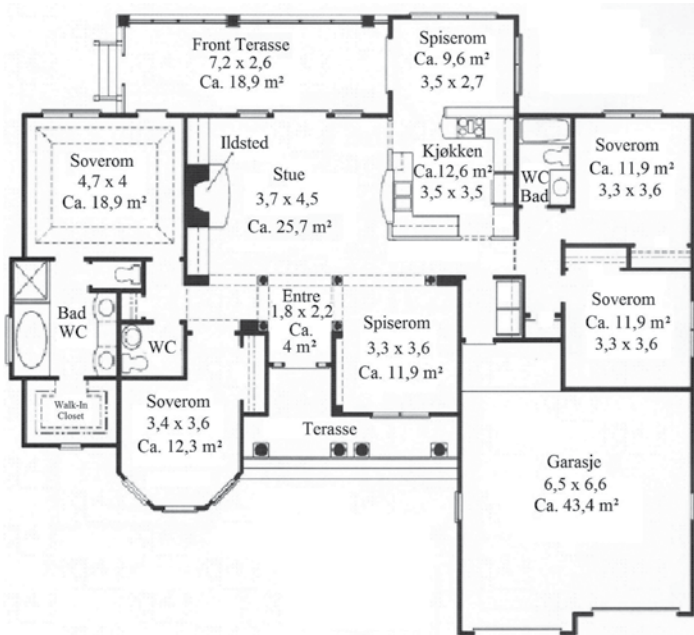 Front Terasse
7,2 x 2,6
Ca. 18,9 m²
Spiserom
Ca. 9,6 m²
3,5 x 2,7
Soverom
4,7 x 4
Ca. 18,9 m²
Ildsted
Stue
3,7 x 4,5
Ca. 25,7 m²
Kjøkken
Ca.12,6 m²
3,5 x 3,5
WC
Bad
Soverom
Ca. 11,9 m²
3,3 x 3,6
Bad
WC
WC
Entre
1,8 x 2,2
Ca.
4 m²
Spiserom
3,3 x 3,6
Ca. 11,9 m²
Soverom
Ca. 11,9 m²
3,3 x 3,6
Walk-In
Closet
Soverom
3,4 x 3,6
Ca. 12,3 m²
Terasse
Garasje
6,5 x 6,6
Ca. 43,4 m²